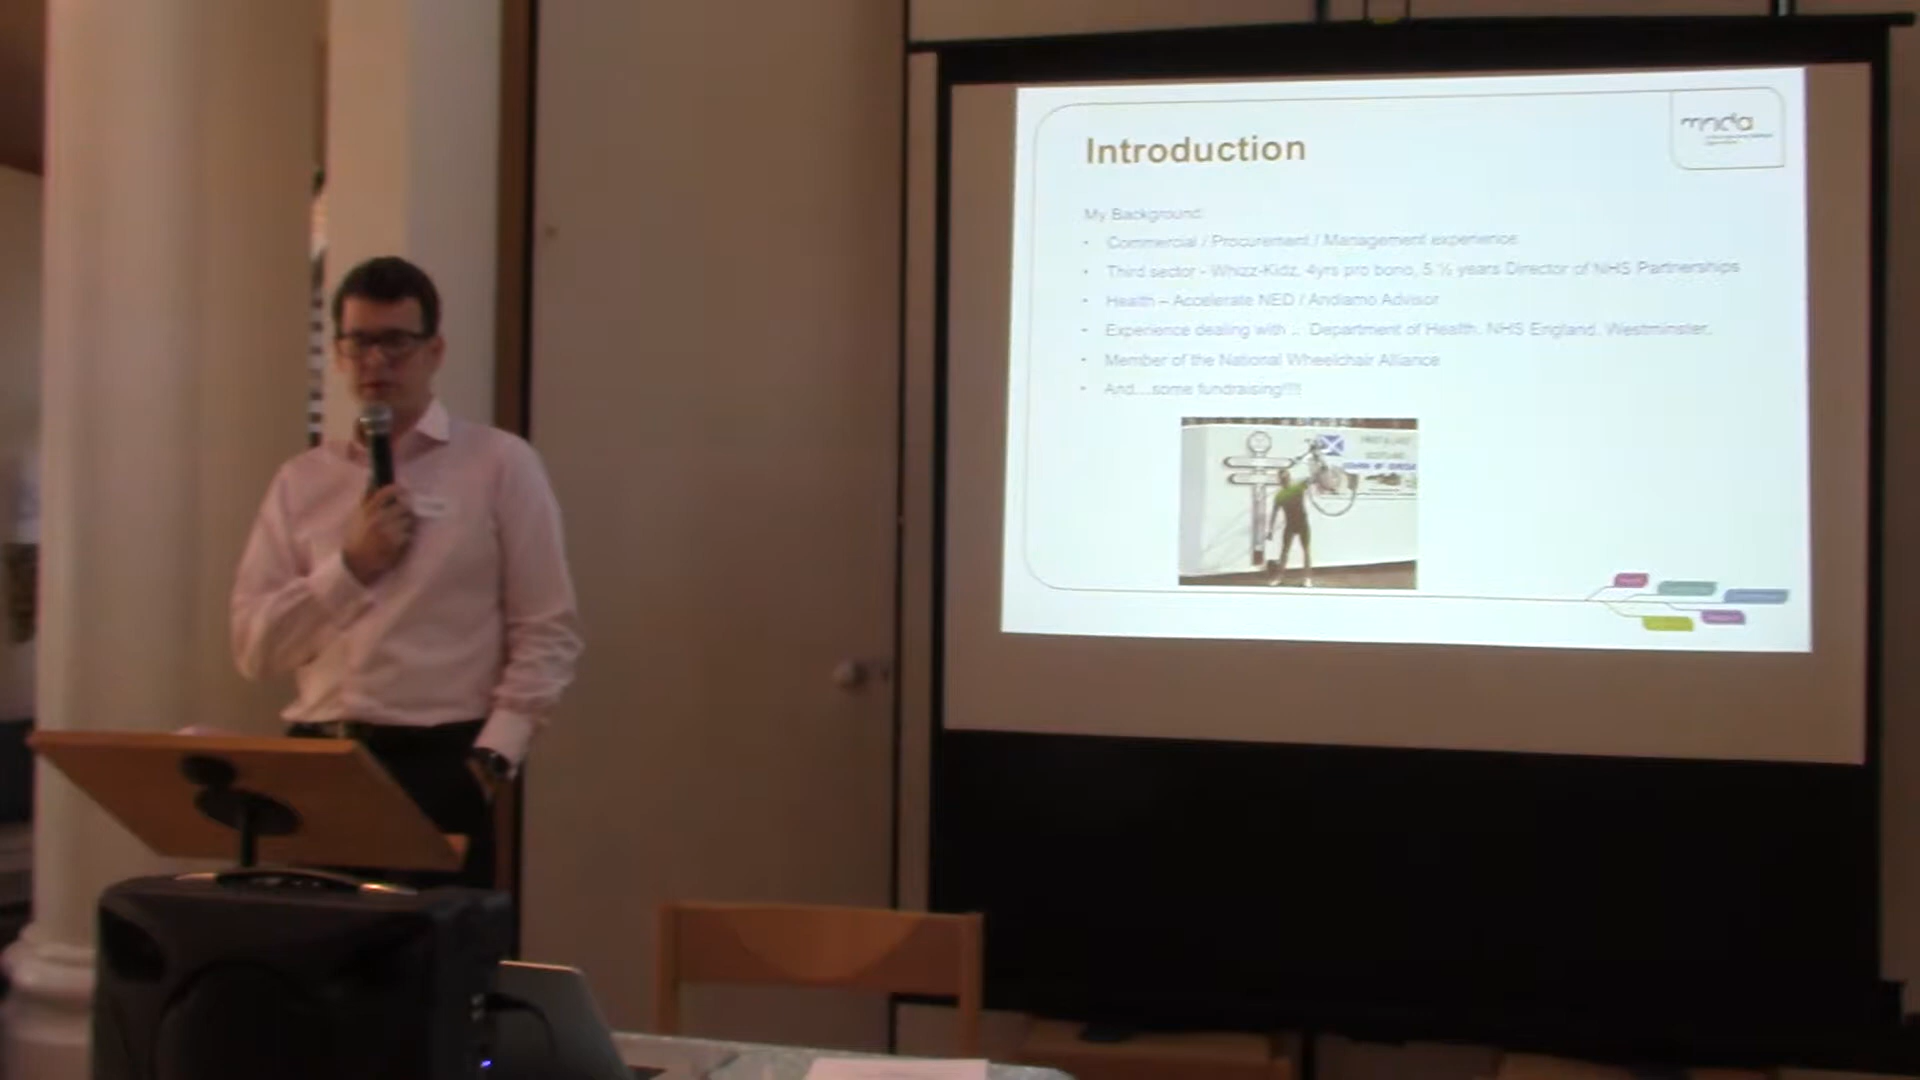 Introduction
mnda
My Background:
Commercial / Procurement / Management experience
Third sector - Whizz-Kidz, 4yrs pro bono, 5 ½ years Director of NHS Partnerships
Health – Accelerate NED / Andiamo Advisor
Experience dealing with .. Department of Health, NHS England, Westminster,
Member of the National Wheelchair Alliance
And...some fundraising!!!!